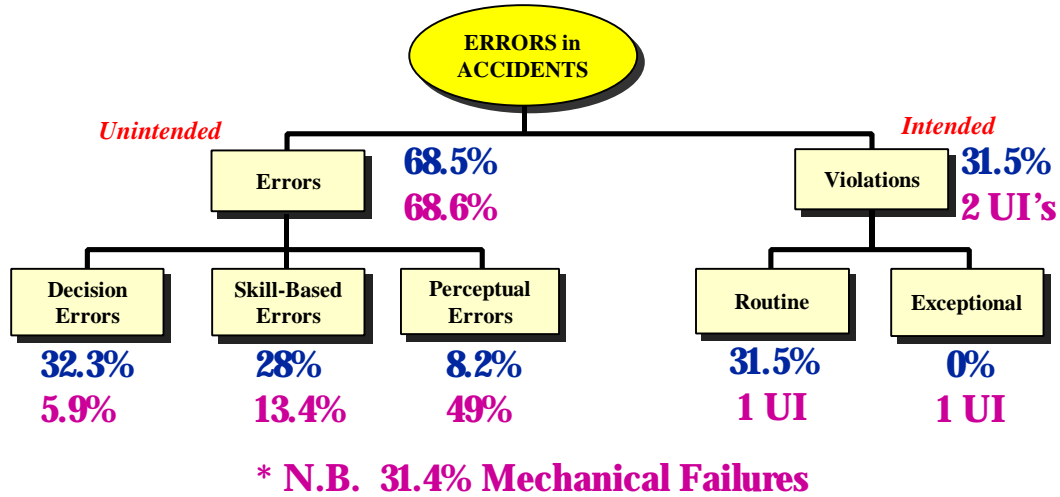 ERRORS in
ACCIDENTS
Unintended
Intended
Errors
68.5%
68.6%
Violations
31.5%
2 UI's
Decision
Errors
32.3%
5.9%
Skill-Based
Errors
28%
13.4%
Perceptual
Errors
8.2%
49%
Routine
31.5%
1 UI
Exceptional
0%
1 UI
* N.B. 31.4% Mechanical Failures